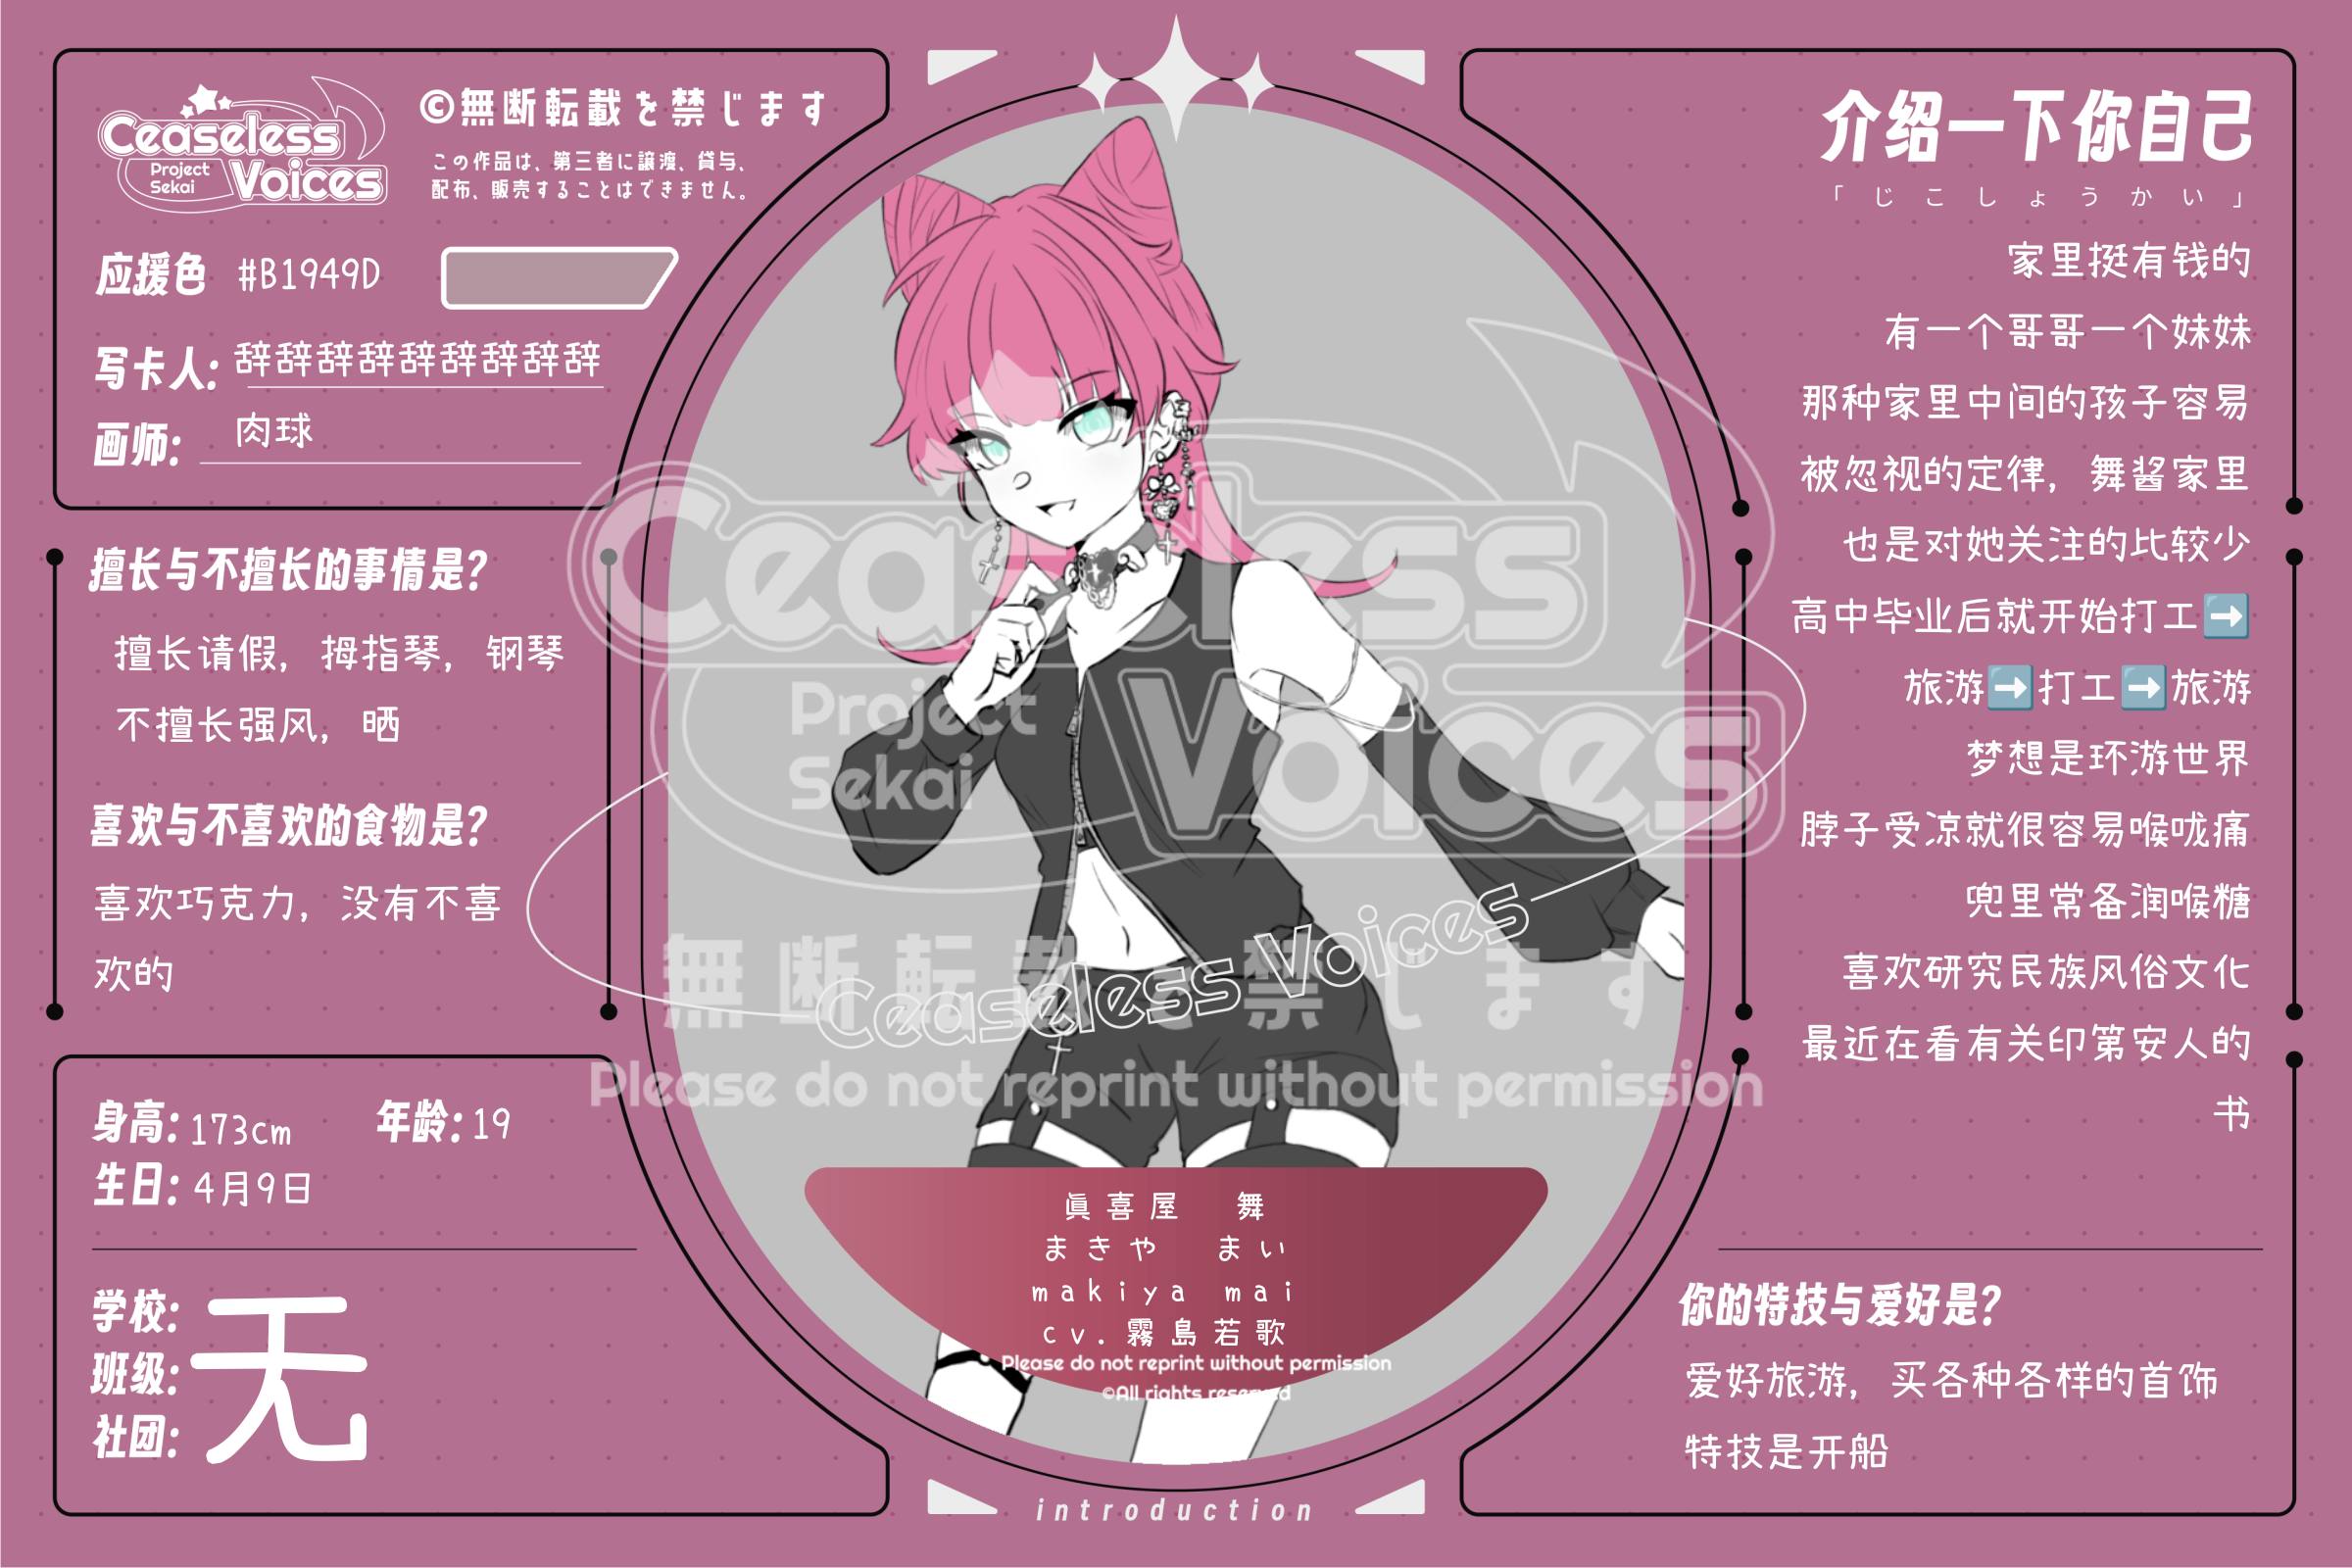 Ceaseless
Project
Sekai
Voices
©無断転載を禁じます
この作品は、第三者に譲渡、貸与、
配布、販売することはできません。
应援色 #B1949D
写卡人: 辞辞辞辞辞辞辞辞辞
画师: 肉球
擅长与不擅长的事情是?
擅长请假, 拇指琴, 钢琴
不擅长强风, 晒
喜欢与不喜欢的食物是?
喜欢巧克力, 没有不喜
欢的
身高: 173cm 年龄: 19
生日: 4月9日
学校:
班级:
社团:
无
Ceaseless
Project
Sekai
Voices
無断転載を禁じます
Ceaseless Voices
Please do not reprint without permission
眞喜屋 舞
まきや まい
makiya mai
cv.霧島若歌
Please do not reprint without permission
©All rights reserved
introduction
介绍一下你自己
「じこしょうかい」
家里挺有钱的
有一个哥哥一个妹妹
那种家里中间的孩子容易
被忽视的定律, 舞酱家里
也是对她关注的比较少
高中毕业后就开始打工➡️
旅游➡️打工➡️旅游
梦想是环游世界
脖子受凉就很容易喉咙痛
兜里常备润喉糖
喜欢研究民族风俗文化
最近在看有关印第安人的
书
你的特技与爱好是?
爱好旅游, 买各种各样的首饰
特技是开船